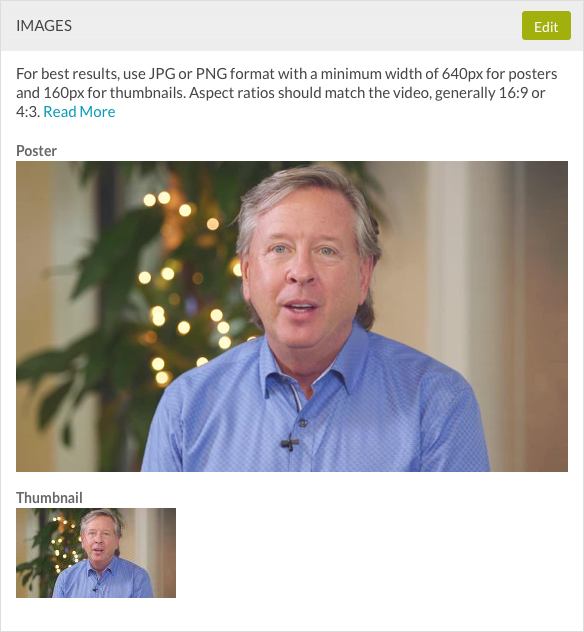 IMAGES
Edit
For best results, use JPG or PNG format with a minimum width of 640px for posters
and 160px for thumbnails. Aspect ratios should match the video, generally 16:9 or
4:3. Read More
Poster
Thumbnail